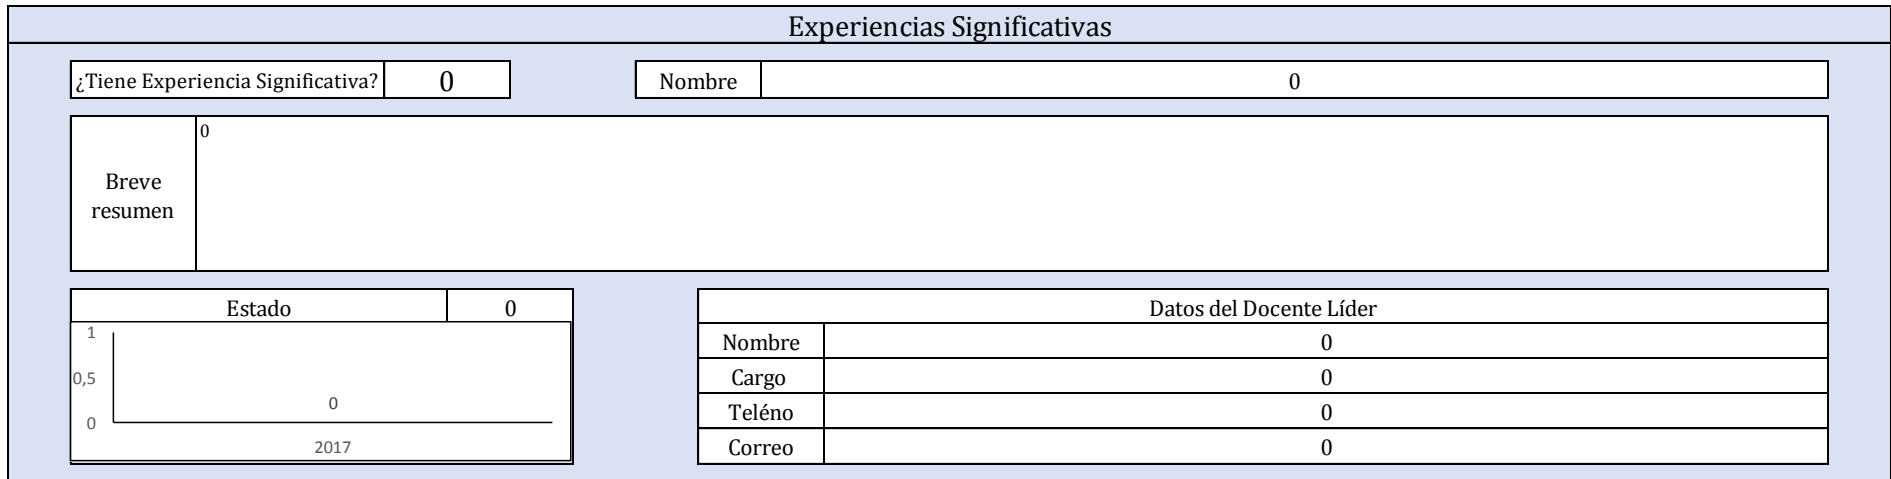 Experiencias Significativas
¿Tiene Experiencia Significativa? 0 Nombre 0
Breve resumen 0
Estado 0
1
0,5
0
0
2017
Datos del Docente Líder
Nombre 0
Cargo 0
Teléno 0
Correo 0